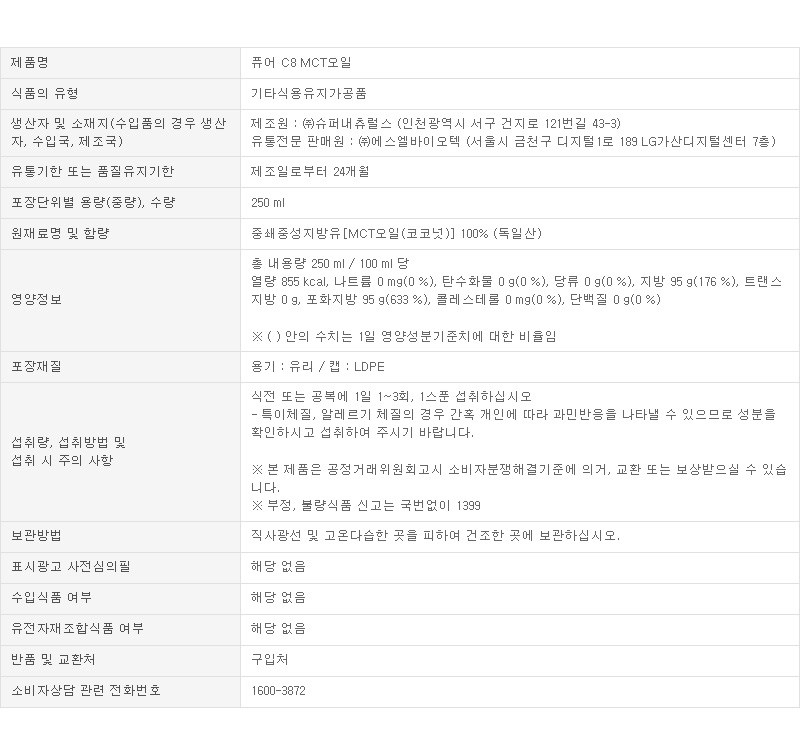 제품명
퓨어 C8 MCT오일
식품의 유형
기타식용유지가공품
생산자 및 소재지(수입품의 경우 생산
자, 수입국, 제조국)
제조원 : ㈜슈퍼내츄럴스 (인천광역시 서구 건지로 121번길 43-3)
유통전문 판매원 : ㈜에스엘바이오텍 (서울시 금천구 디지털1로 189 LG가산디지털센터 7층)
유통기한 또는 품질유지기한
제조일로부터 24개월
포장단위별 용량(중량), 수량
250 ml
원재료명 및 함량
중쇄중성지방유[MCT오일(코코넛)] 100% (독일산)
영양정보
총 내용량 250 ml / 100 ml 당
열량 855 kcal, 나트륨 0 mg(0 %), 탄수화물 0 g(0 %), 당류 0 g(0 %), 지방 95 g(176 %), 트랜스
지방 0 g, 포화지방 95 g(633 %), 콜레스테롤 0 mg(0 %), 단백질 0 g(0 %)
※ ( ) 안의 수치는 1일 영양성분기준치에 대한 비율임
포장재질
용기 : 유리 / 캡 : LDPE
섭취량, 섭취방법 및
섭취 시 주의 사항
식전 또는 공복에 1일 1~3회, 1스푼 섭취하십시오
- 특이체질, 알레르기 체질의 경우 간혹 개인에 따라 과민반응을 나타낼 수 있으므로 성분을
확인하시고 섭취하여 주시기 바랍니다.
※ 본 제품은 공정거래위원회고시 소비자분쟁해결기준에 의거, 교환 또는 보상받으실 수 있습
니다.
※ 부정, 불량식품 신고는 국번없이 1399
보관방법
직사광선 및 고온다습한 곳을 피하여 건조한 곳에 보관하십시오.
표시광고 사전심의필
해당 없음
수입식품 여부
해당 없음
유전자재조합식품 여부
해당 없음
반품 및 교환처
구입처
소비자상담 관련 전화번호
1600-3872